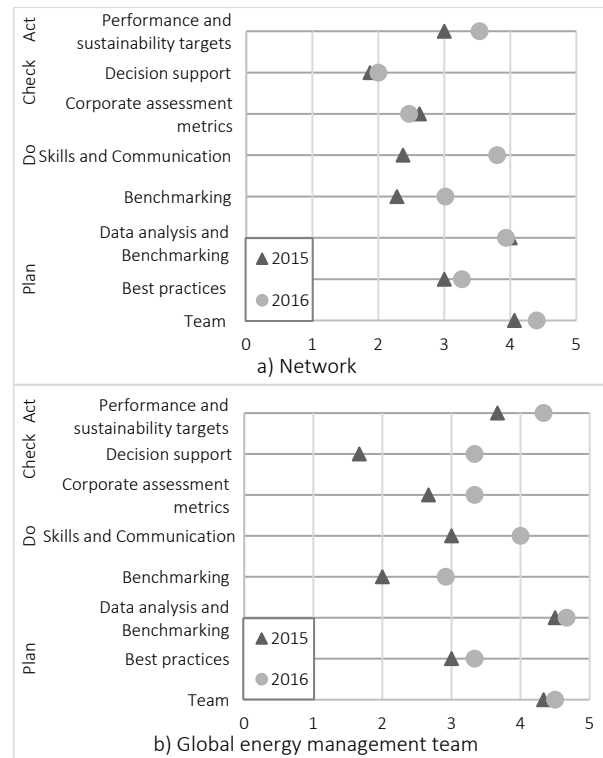 Act
Performance and
sustainability targets
Check
Decision support
Corporate assessment
metrics
Do
Skills and Communication
Benchmarking
Plan
Data analysis and
Benchmarking
Best practices
Team
2015
2016
0 1 2 3 4 5
a) Network
Act
Performance and
sustainability targets
Check
Decision support
Corporate assessment
metrics
Do
Skills and Communication
Benchmarking
Plan
Data analysis and
Benchmarking
Best practices
Team
2015
2016
0 1 2 3 4 5
b) Global energy management team